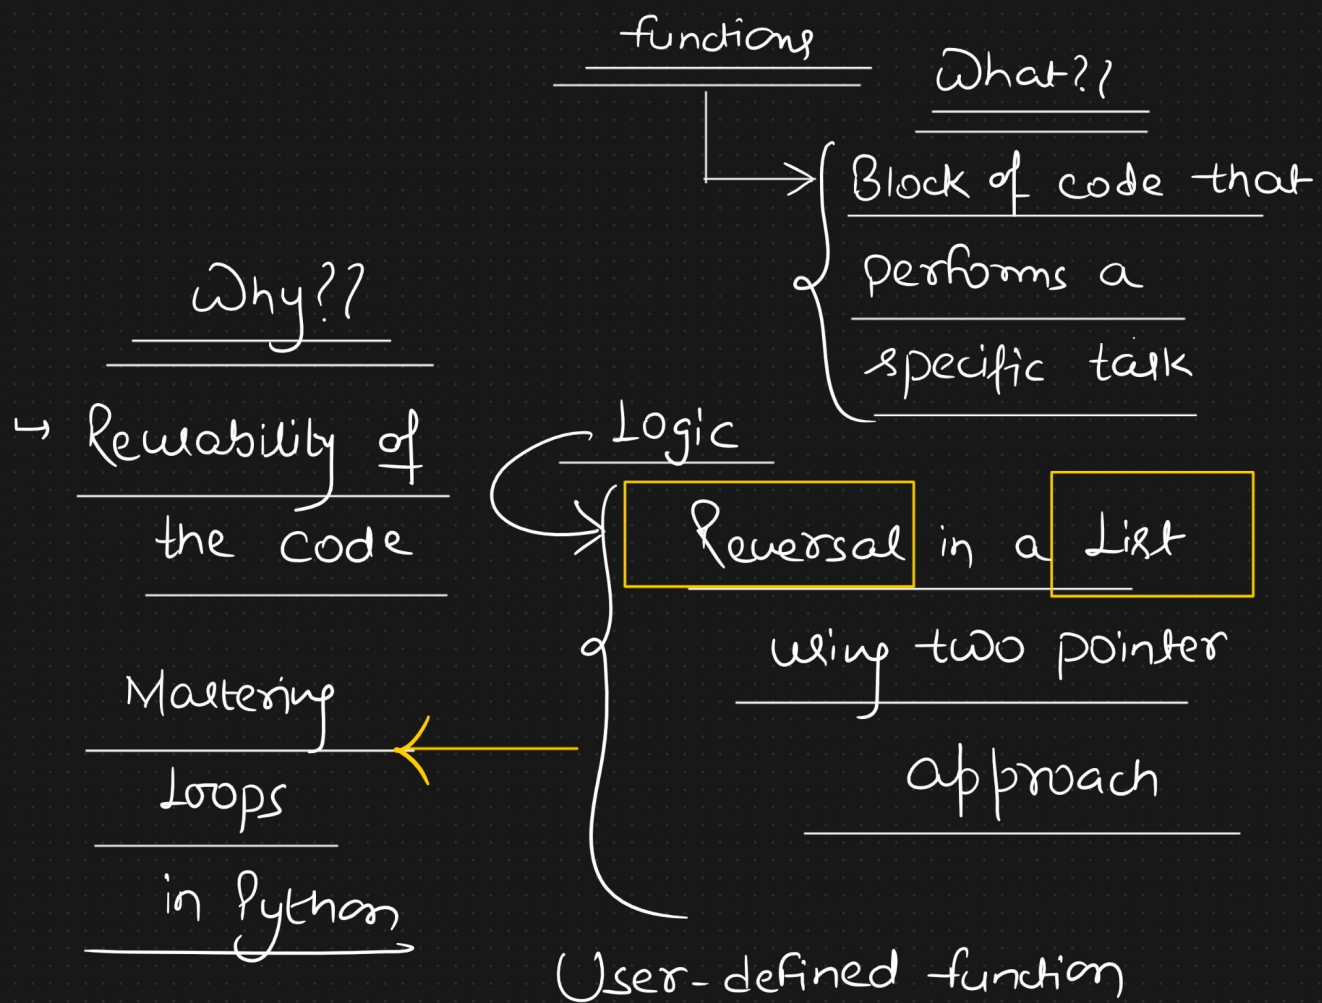 functions
What??
Block of code that
performs a
specific task
Why??
↳ Reusability of
the code
Logic
Reversal in a List
using two pointer
approach
Mastering
Loops
in Python
User-defined function